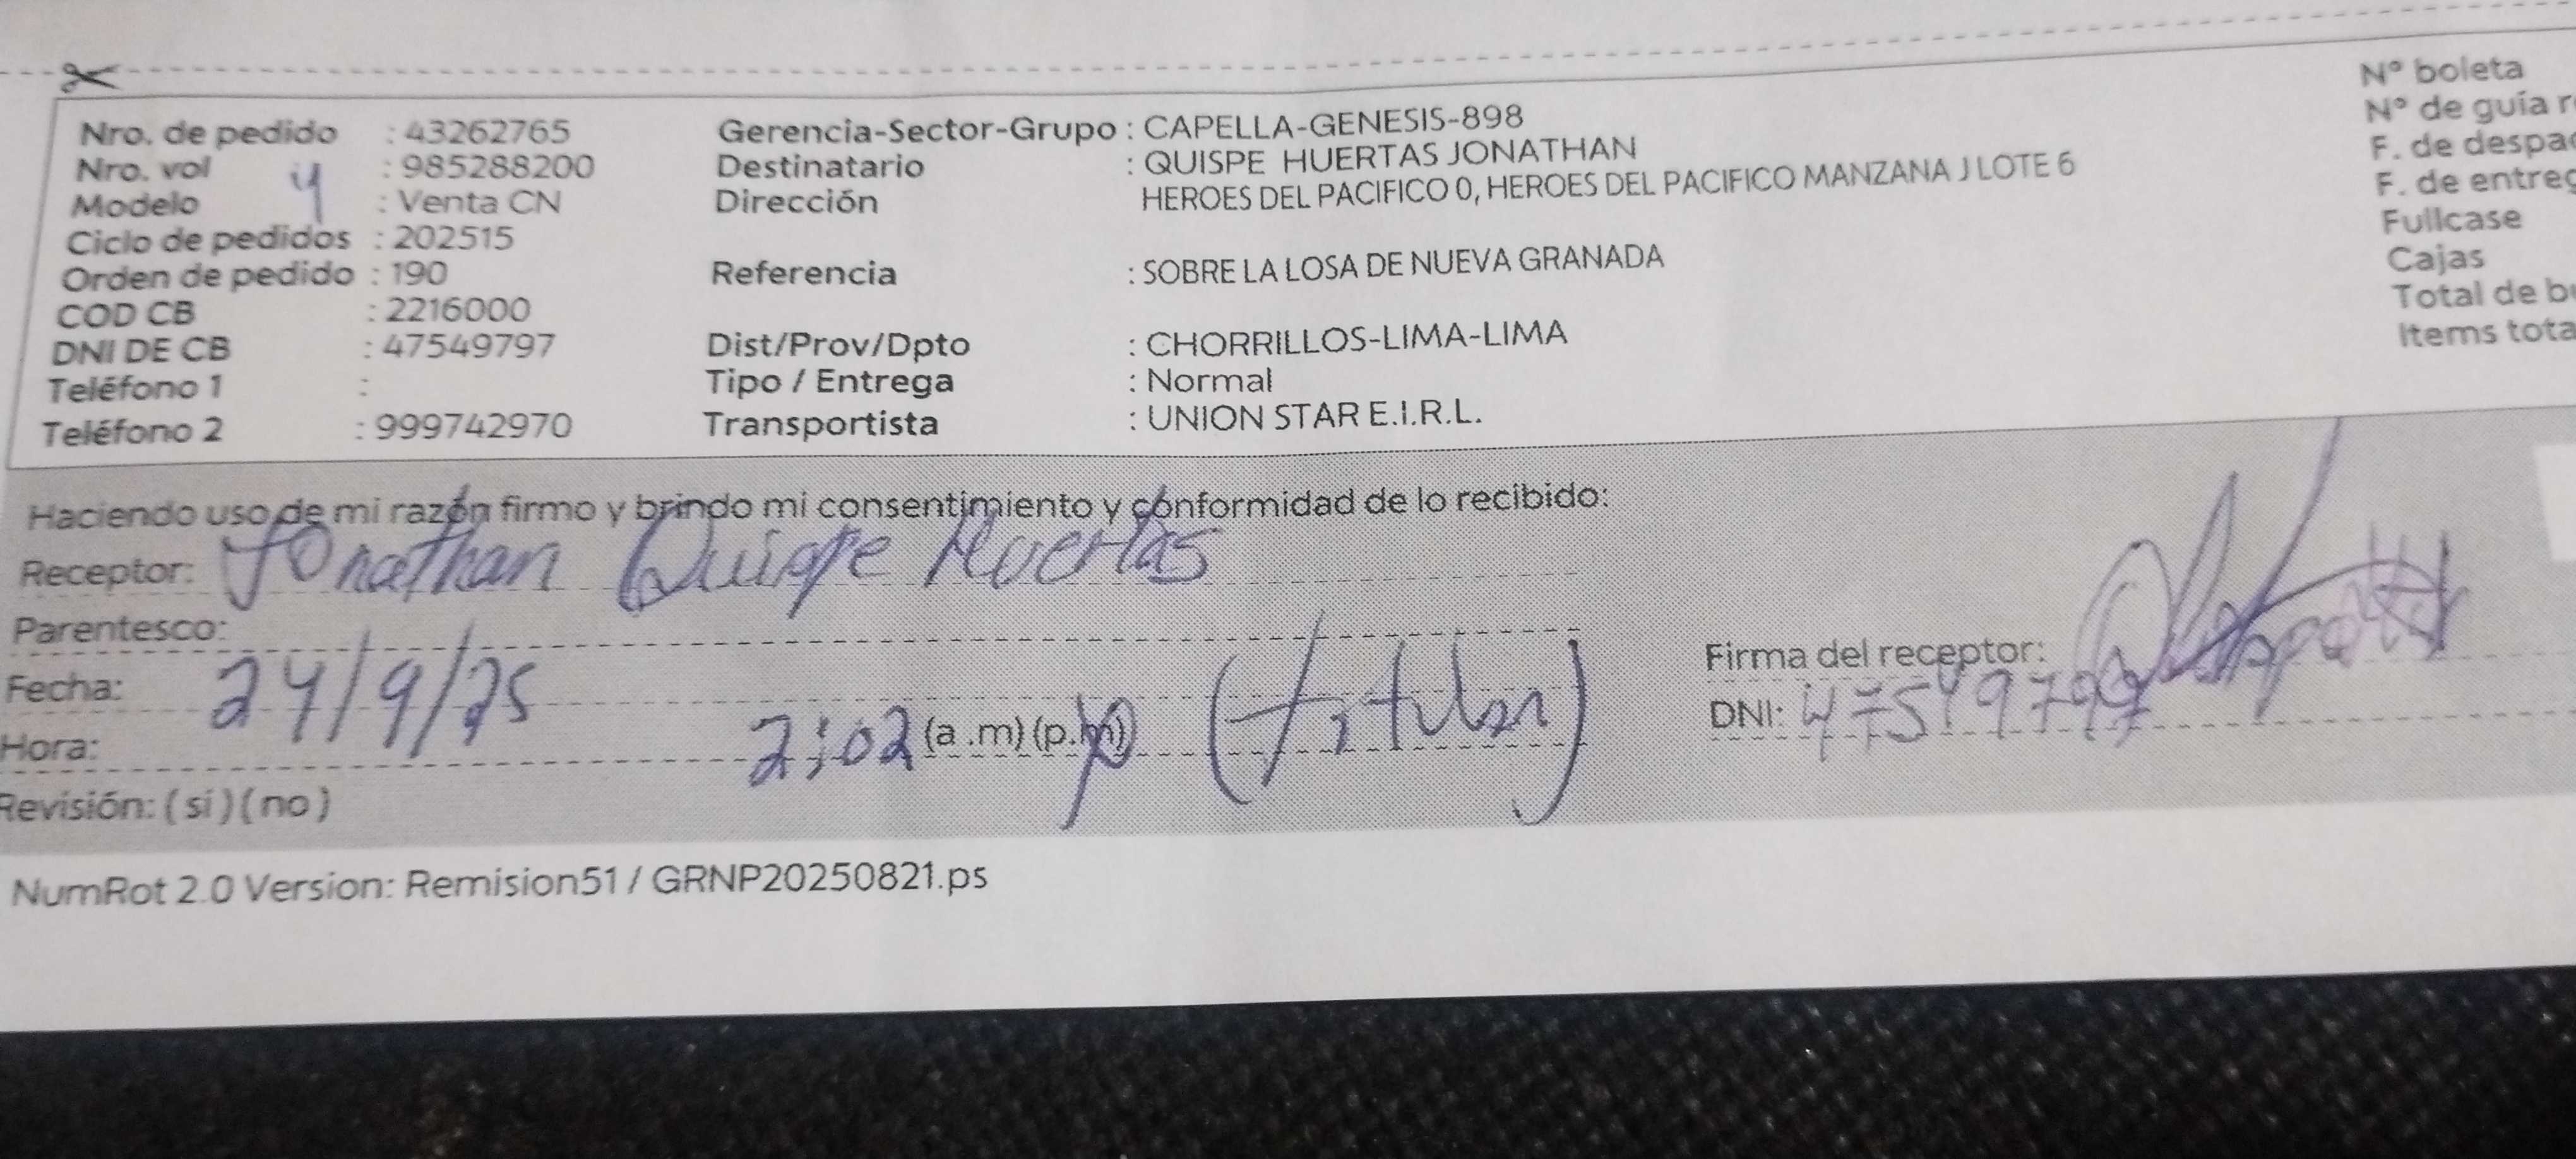 Nro. de pedido : 43262765
Nro. vol : 985288200
Modelo : Venta CN
Ciclo de pedidos : 202515
Orden de pedido : 190
COD CB : 2216000
DNI DE CB : 47549797
Teléfono 1 :
Teléfono 2 : 999742970
Gerencia-Sector-Grupo : CAPELLA-GENESIS-898
Destinatario : QUISPE HUERTAS JONATHAN
Dirección HEROES DEL PACIFICO 0, HEROES DEL PACIFICO MANZANA J LOTE 6
Referencia : SOBRE LA LOSA DE NUEVA GRANADA
Dist/Prov/Dpto : CHORRILLOS-LIMA-LIMA
Tipo / Entrega : Normal
Transportista : UNION STAR E.I.R.L.
N° boleta
N° de guía
F. de
F. de
Fullcase
Cajas
Total de
Items
Haciendo uso de mi razón firmo y brindo mi consentimiento y conformidad de lo recibido:
Receptor: Jonathan Quispe Huertas
Parentesco:
Fecha: 24/9/25
Hora: 2:02 (a .m) (p.m) (titular)
Revisión: ( si ) ( no )
Firma del receptor:
DNI: 47549797
NumRot 2.0 Version: Remision51 / GRNP20250821.ps